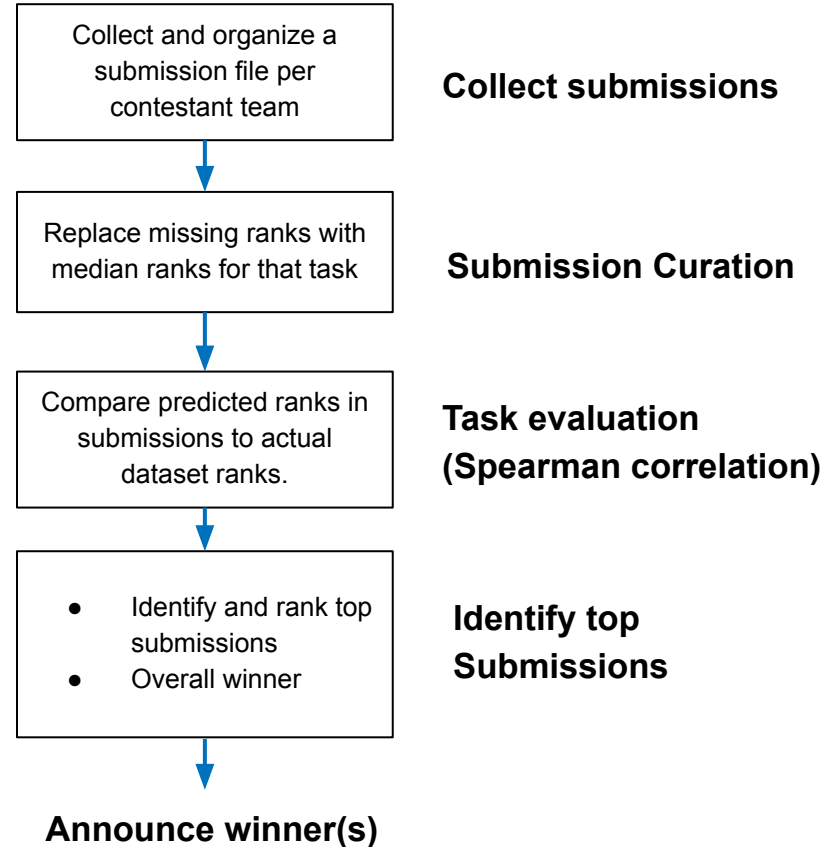 Collect and organize a
submission file per
contestant team
Collect submissions
Replace missing ranks with
median ranks for that task
Submission Curation
Compare predicted ranks in
submissions to actual
dataset ranks.
Task evaluation
(Spearman correlation)
● Identify and rank top
submissions
● Overall winner
Identify top
Submissions
Announce winner(s)